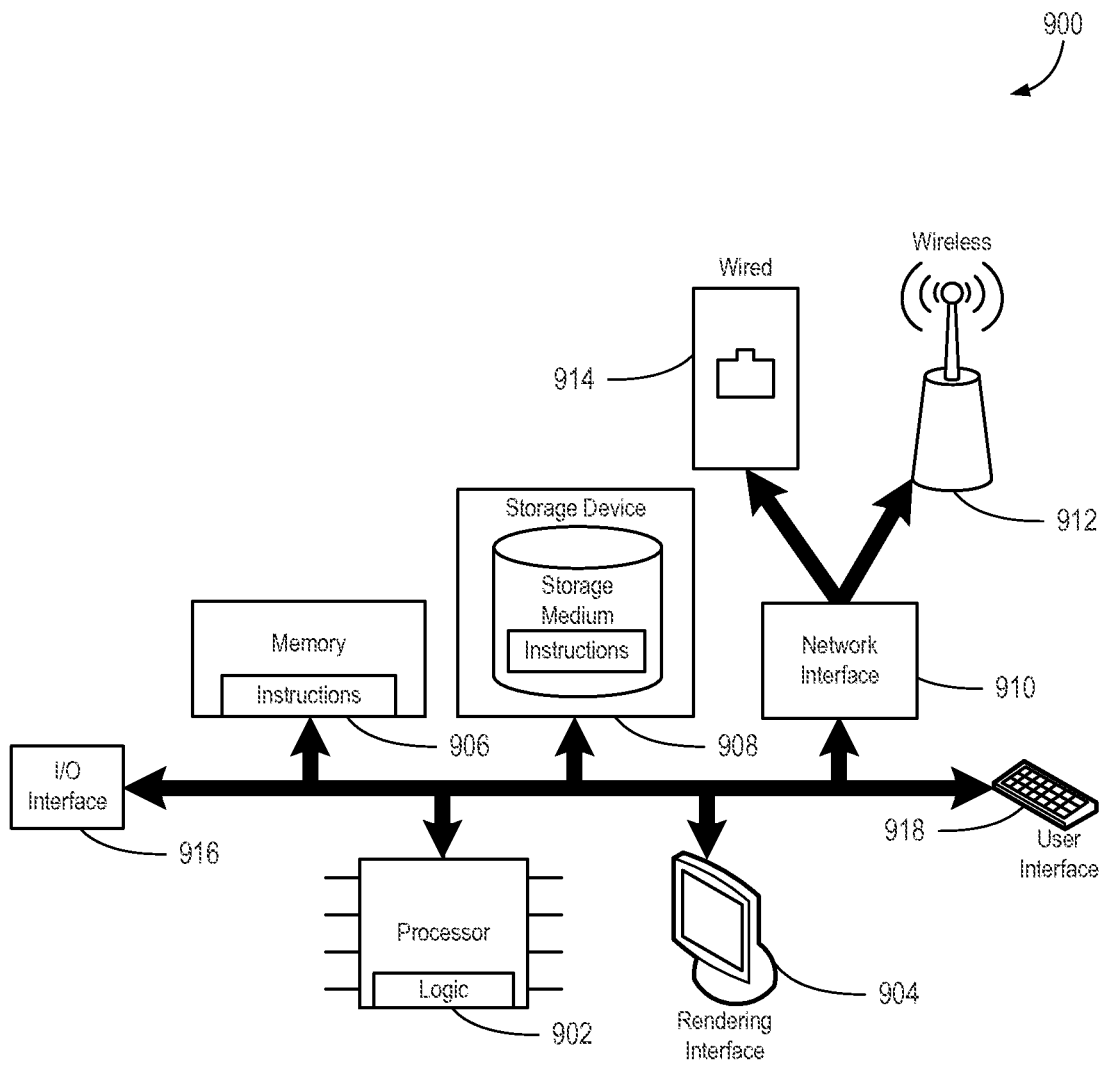 900
Wireless
Wired
914
912
Storage Device
Storage
Medium
Instructions
Memory
Instructions
Network
Interface
910
906
908
I/O
Interface
916
918
User
Interface
Processor
Logic
902
904
Rendering
Interface